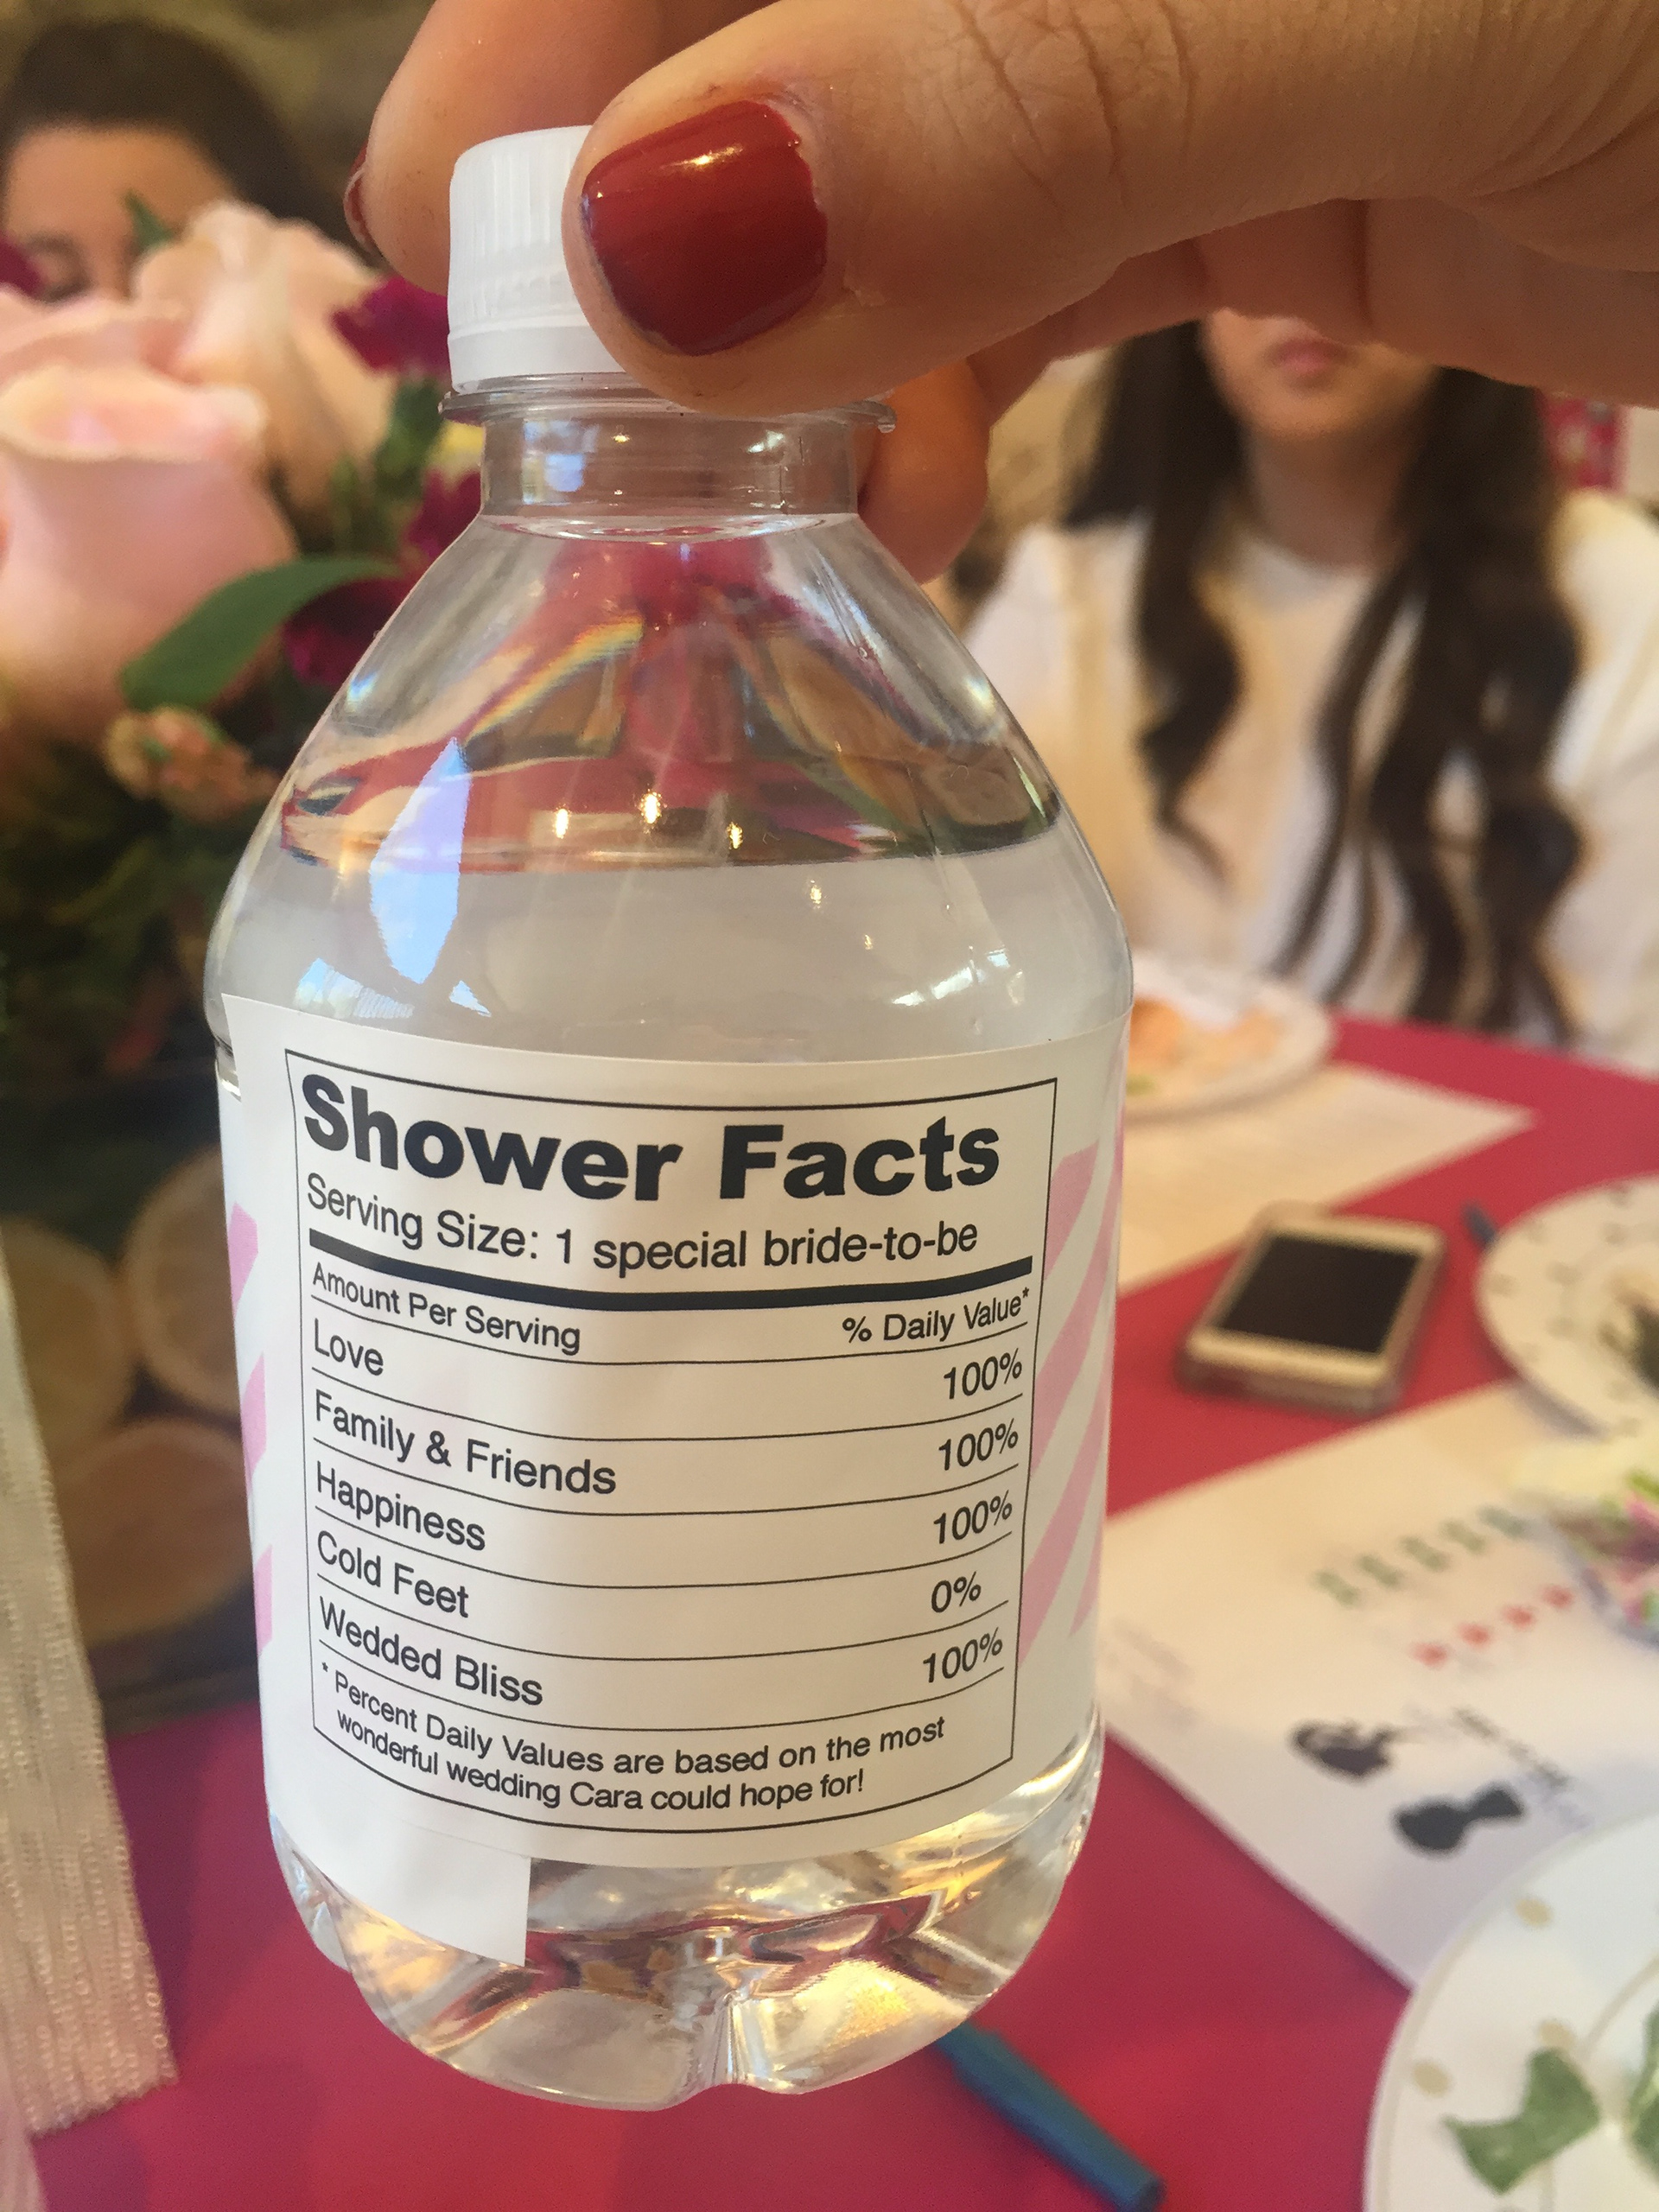 Shower Facts
Serving Size: 1 special bride-to-be
Amount Per Serving % Daily Value*
Love 100%
Family & Friends 100%
Happiness 100%
Cold Feet 0%
Wedded Bliss 100%
* Percent Daily Values are based on the most
wonderful wedding Cara could hope for!